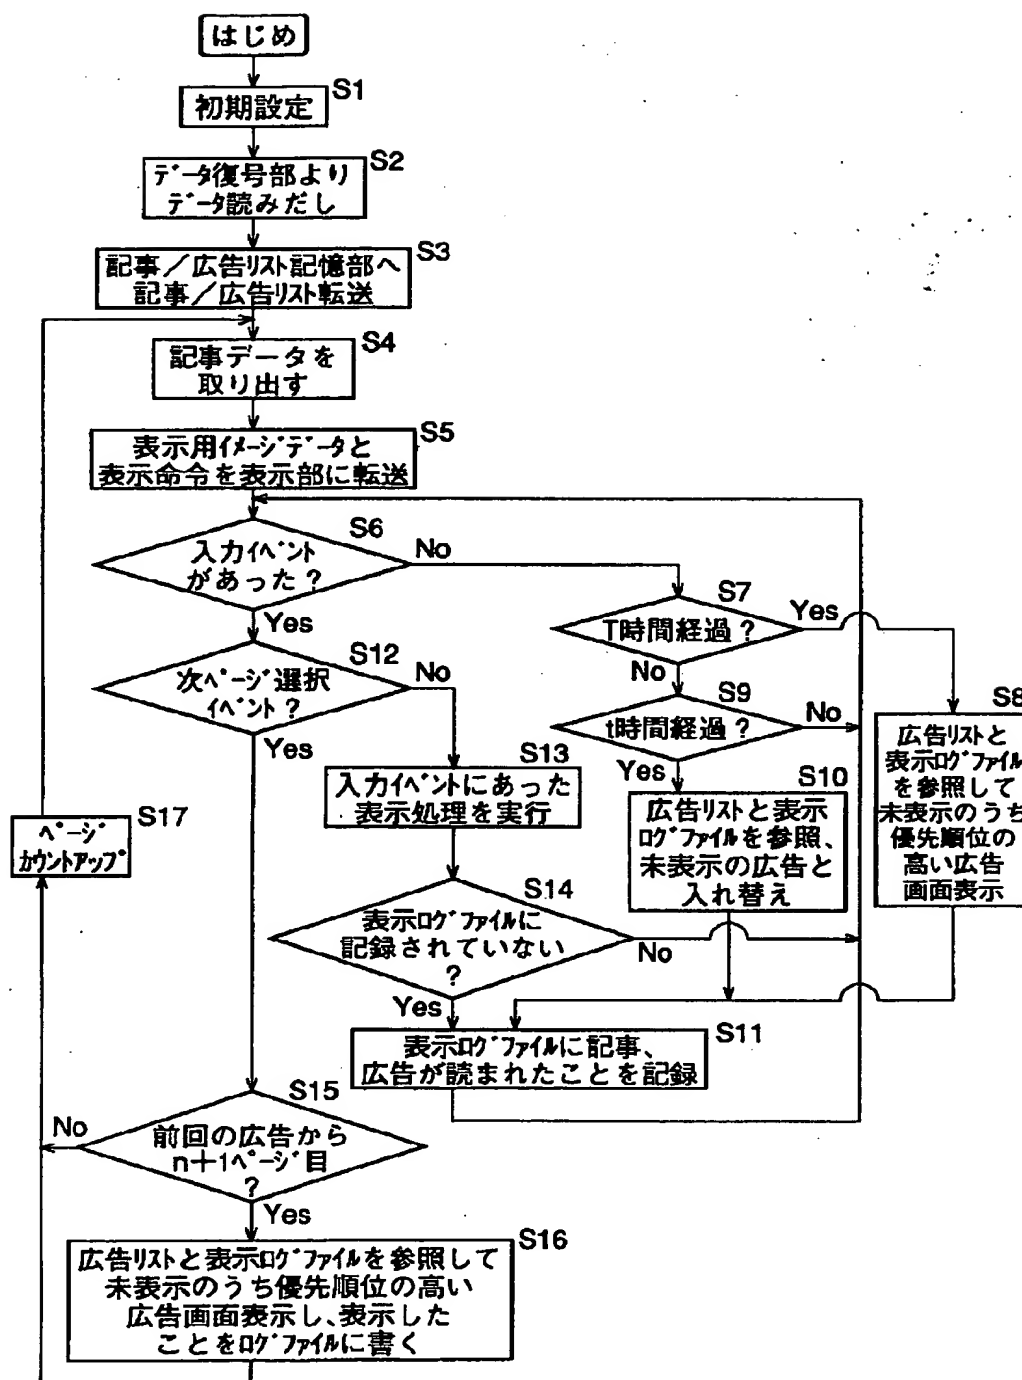 はじめ
S1
初期設定
S2
データ復号部より
データ読みだし
S3
記事／広告リスト記憶部へ
記事／広告リスト転送
S4
記事データを
取り出す
S5
表示用イメージデータと
表示命令を表示部に転送
S6
入力イベント
があった？
No
Yes
S7
T時間経過？
Yes
No
S8
広告リストと
表示ログファイル
を参照して
未表示のうち
優先順位の
高い広告
画面表示
S9
t時間経過？
No
Yes
S10
広告リストと表示
ログファイルを参照、
未表示の広告と
入れ替え
S12
次ページ選択
イベント？
No
Yes
S13
入力イベントにあった
表示処理を実行
S14
表示ログファイルに
記録されていない
？
No
Yes
S11
表示ログファイルに記事、
広告が読まれたことを記録
S17
ページ
カウントアップ
S15
前回の広告から
n＋1ページ目
？
No
Yes
S16
広告リストと表示ログファイルを参照して
未表示のうち優先順位の高い
広告画面表示し、表示した
ことをログファイルに書く